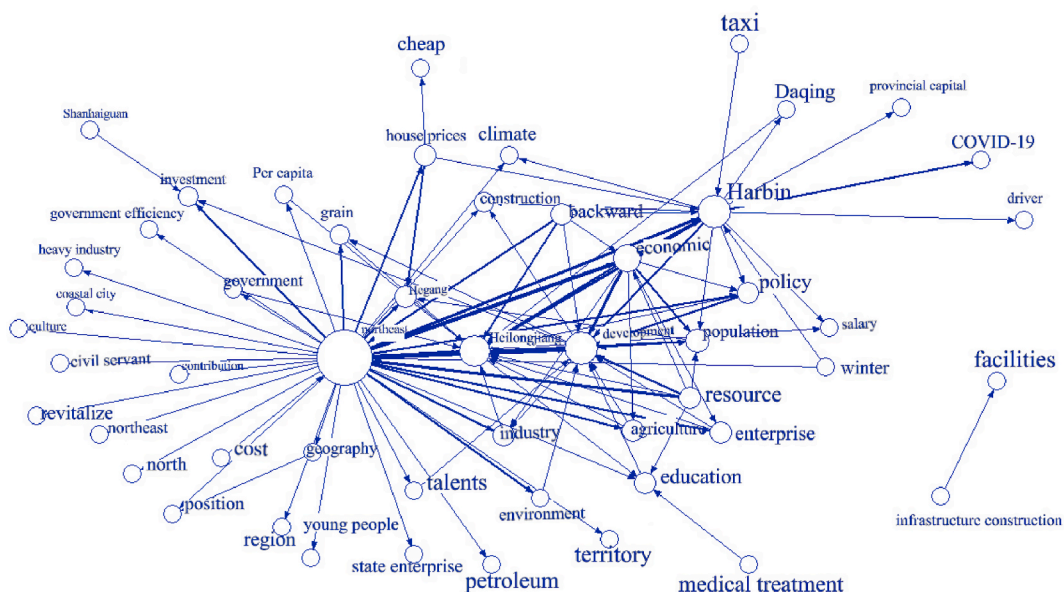 taxi
cheap
Daqing
provincial capital
Shanhaiguan
house prices
climate
COVID-19
investment
Per capita
construction
backward
Harbin
driver
government efficiency
grain
economic
heavy industry
government
Hegang
policy
coastal city
culture
northeast
Heilongjiang
development
population
salary
civil servant
contribution
winter
facilities
revitalize
northeast
cost
geography
industry
agriculture
resource
enterprise
north
talents
education
position
environment
infrastructure construction
region
young people
state enterprise
petroleum
territory
medical treatment